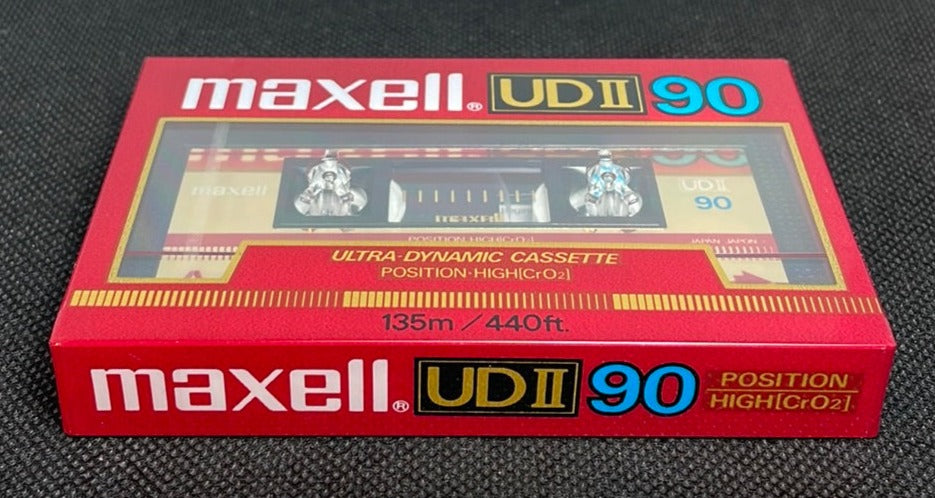 maxell® UDII 90
maxell
UDII
90
maxell
POSITION HIGH[CrO2]
JAPAN JAPON
ULTRA-DYNAMIC CASSETTE
POSITION·HIGH[CrO2]
135m/440ft.
maxell® UDII 90 POSITION
HIGH[CrO2]